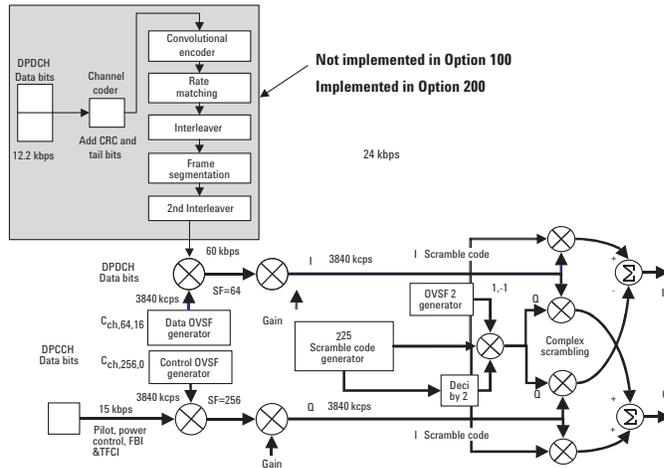 Convolutional
encoder
DPDCH
Data bits
Channel
coder
Rate
matching
Not implemented in Option 100
Implemented in Option 200
Interleaver
12.2 kbps
Add CRC and
tail bits
24 kbps
Frame
segmentation
2nd Interleaver
60 kbps
DPDCH
Data bits
I 3840 kcps
I Scramble code
3840 kcps
SF=64
OVSF 2
generator
1,-1
Q
C ch,64,16
Data OVSF
generator
Gain
225
Scramble code
generator
Complex
scrambling
DPCCH
Data bits
C ch,256,0
Control OVSF
generator
Deci
by 2
Q
3840 kcps
SF=256
15 kbps
Q 3840 kcps
Pilot, power
control, FBI
&TFCI
I Scramble code
Gain
+
-
Σ
I
+
+
Σ